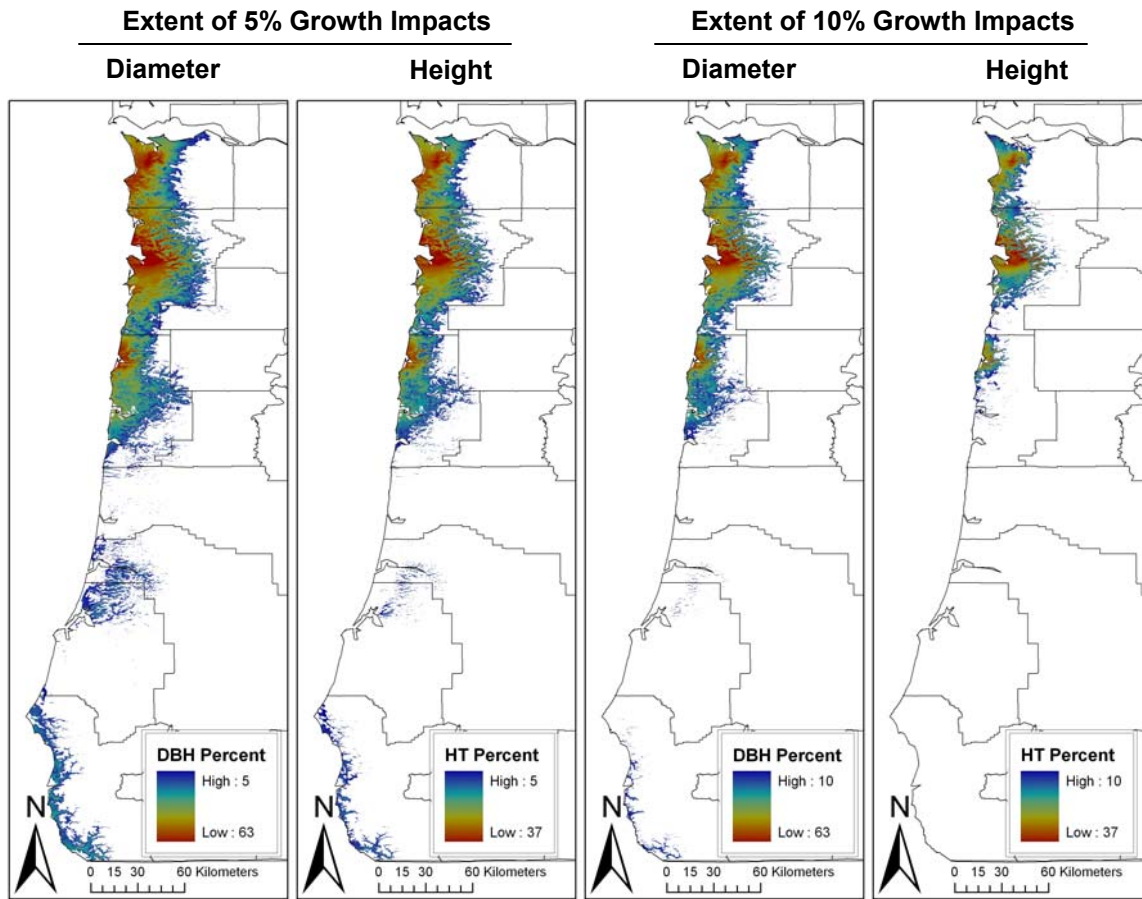 Extent of 5% Growth Impacts
Extent of 10% Growth Impacts
Diameter
Height
Diameter
Height
DBH Percent
High : 5
Low : 63
N
0 15 30 60 Kilometers
HT Percent
High : 5
Low : 37
N
0 15 30 60 Kilometers
DBH Percent
High : 10
Low : 63
N
0 15 30 60 Kilometers
HT Percent
High : 10
Low : 37
N
0 15 30 60 Kilometers